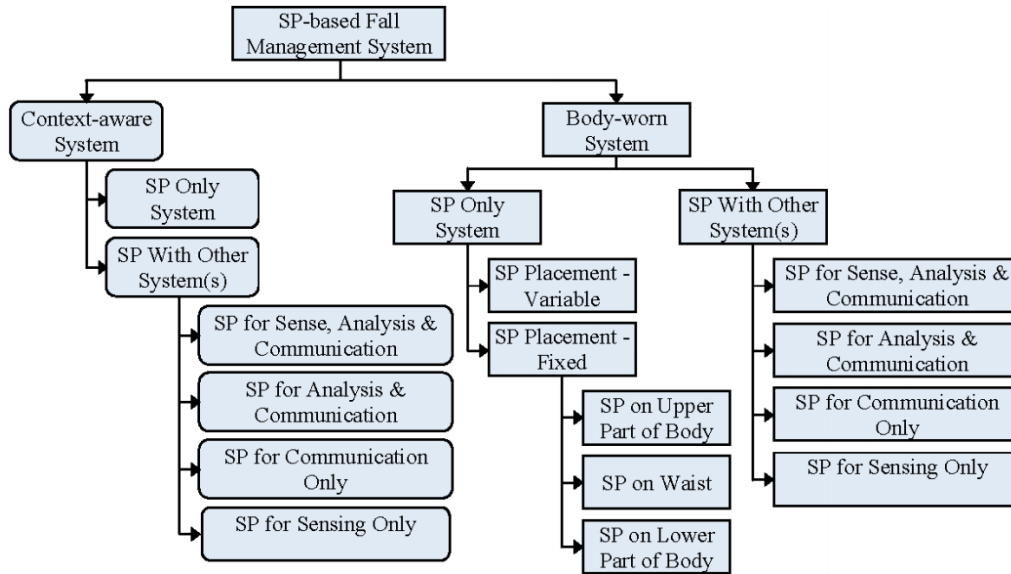 SP-based Fall
Management System
Context-aware
System
SP Only
System
SP With Other
System(s)
SP for Sense, Analysis &
Communication
SP for Analysis &
Communication
SP for Communication
Only
SP for Sensing Only
Body-worn
System
SP Only
System
SP Placement -
Variable
SP Placement -
Fixed
SP on Upper
Part of Body
SP on Waist
SP on Lower
Part of Body
SP With Other
System(s)
SP for Sense, Analysis &
Communication
SP for Analysis &
Communication
SP for Communication
Only
SP for Sensing Only